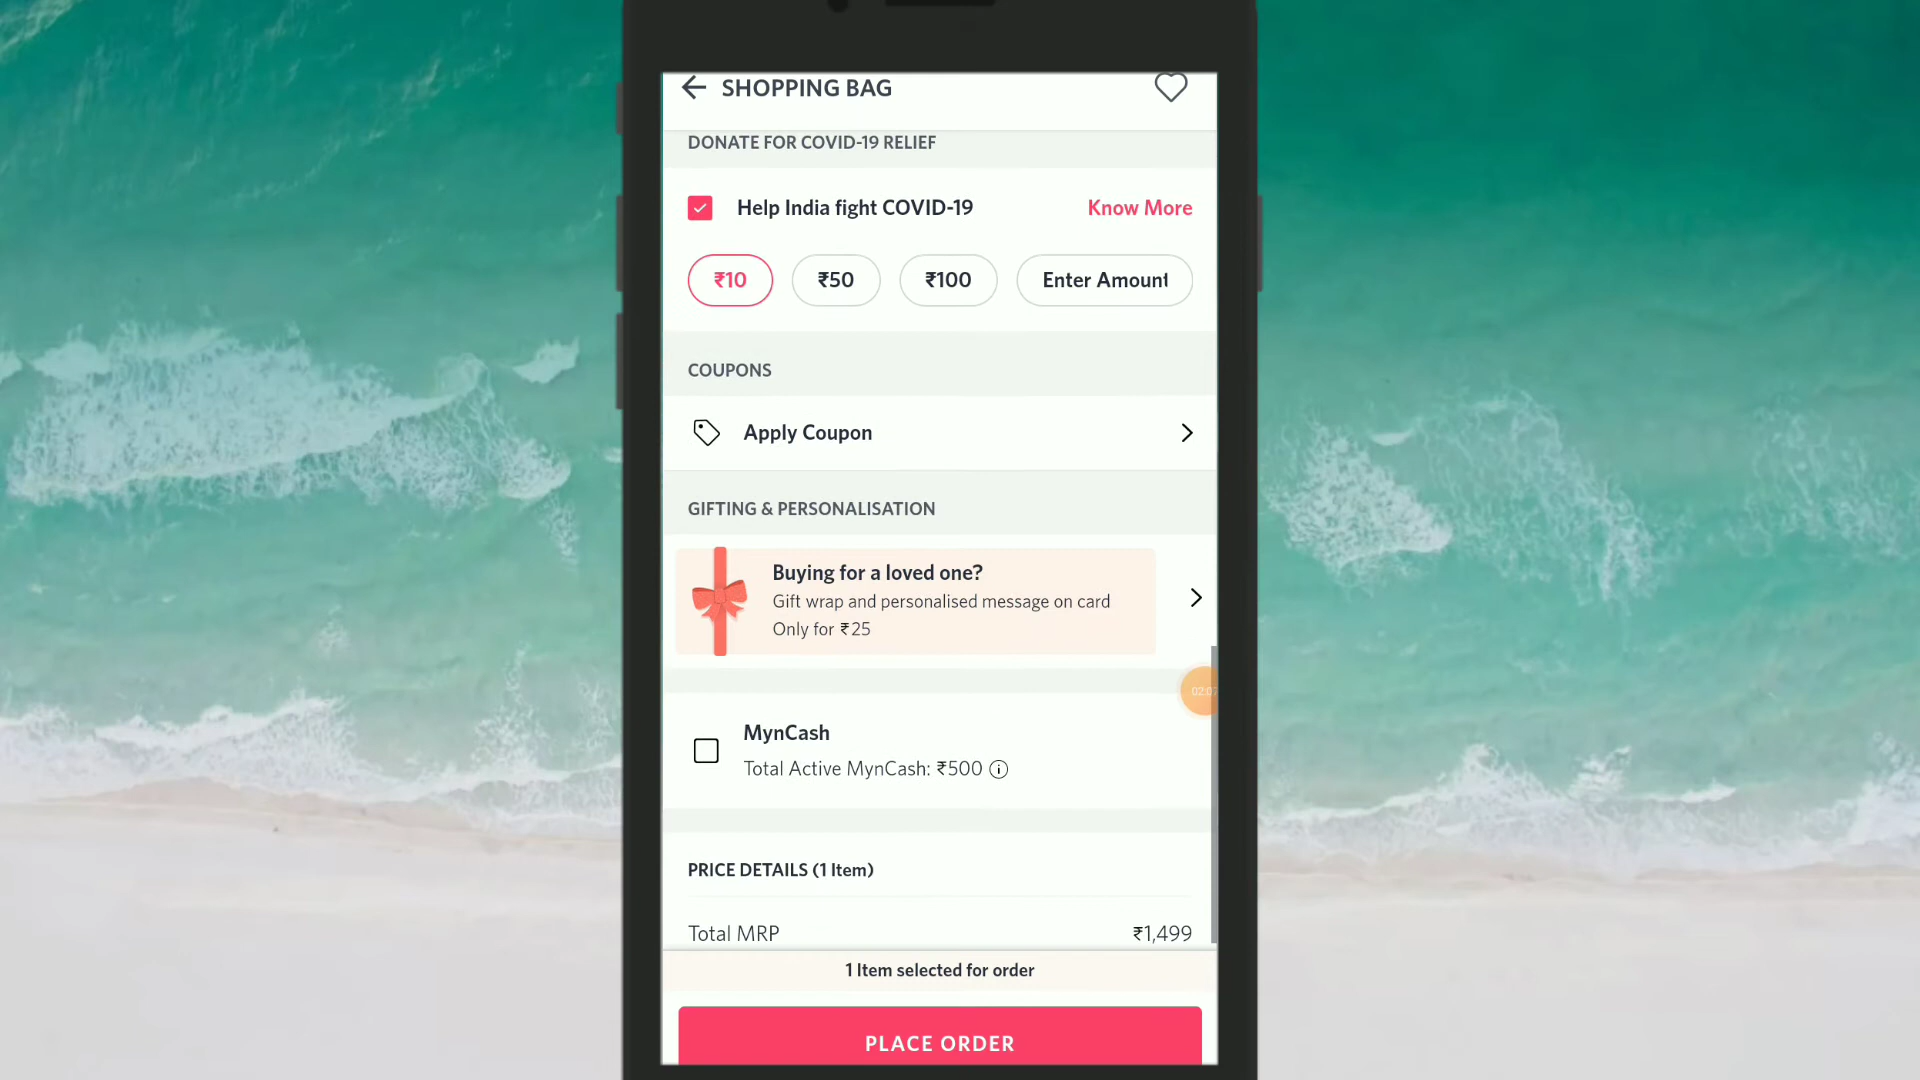 SHOPPING BAG
DONATE FOR COVID-19 RELIEF
Help India fight COVID-19 Know More
₹10 ₹50 ₹100 Enter Amount
COUPONS
Apply Coupon
GIFTING & PERSONALISATION
Buying for a loved one?
Gift wrap and personalised message on card
Only for ₹25
02:07
MynCash
Total Active MynCash: ₹500
PRICE DETAILS (1 Item)
Total MRP ₹1,499
1 Item selected for order
PLACE ORDER